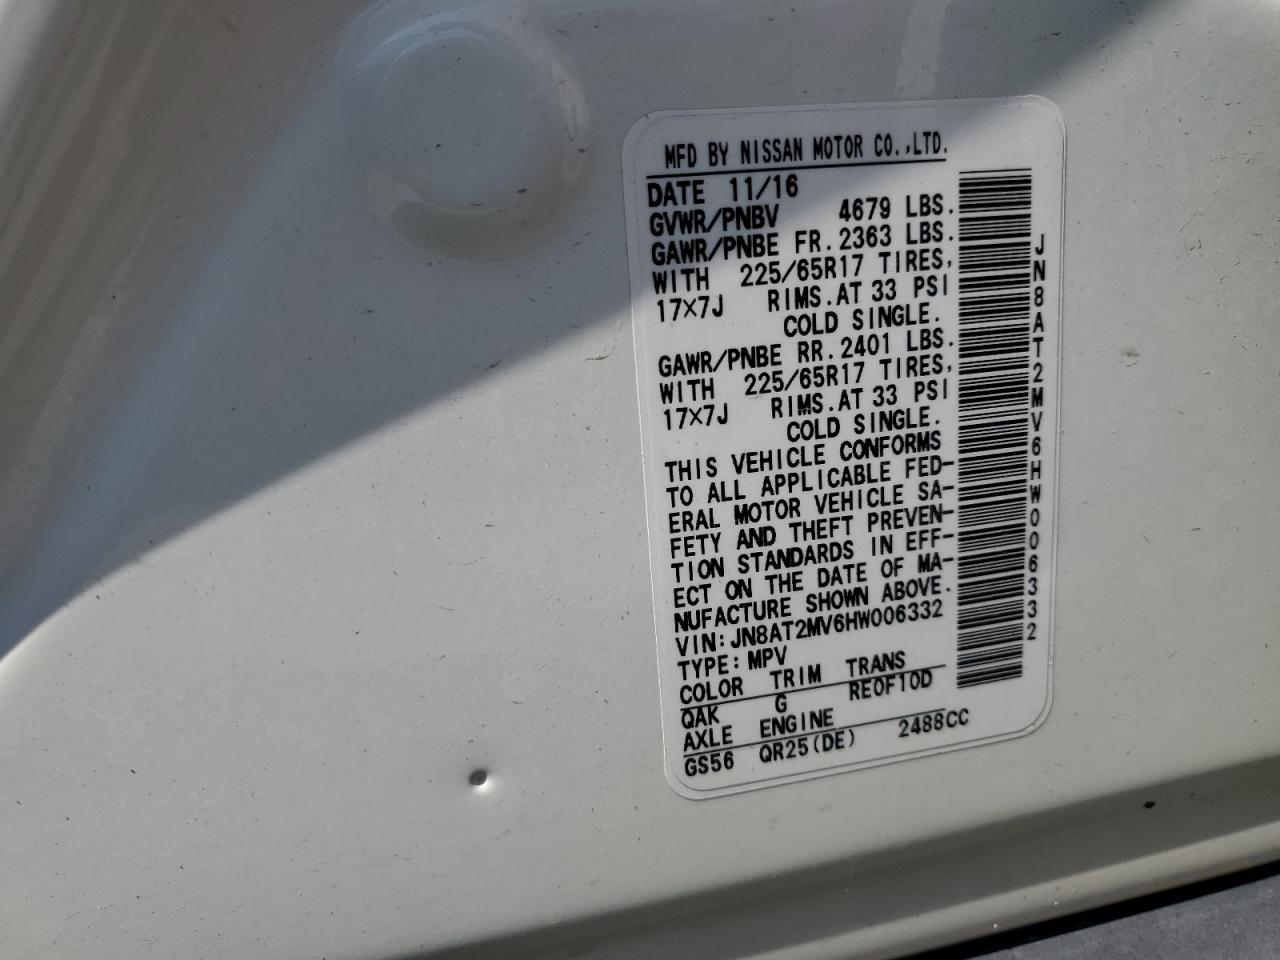 MFD BY NISSAN MOTOR CO.,LTD.
DATE 11/16
GVWR/PNBV 4679 LBS.
GAWR/PNBE FR. 2363 LBS.
WITH 225/65R17 TIRES,
17×7J RIMS.AT 33 PSI
COLD SINGLE.
GAWR/PNBE RR. 2401 LBS.
WITH 225/65R17 TIRES,
17×7J RIMS.AT 33 PSI
COLD SINGLE.
THIS VEHICLE CONFORMS
TO ALL APPLICABLE FED-
ERAL MOTOR VEHICLE SA-
FETY AND THEFT PREVEN-
TION STANDARDS IN EFF-
ECT ON THE DATE OF MA-
NUFACTURE SHOWN ABOVE.
VIN: JN8AT2MV6HW006332
TYPE: MPV
COLOR TRIM TRANS
QAK G RE0F10D
AXLE ENGINE
GS56 QR25(DE) 2488CC
JN8AT2MV6HW006332